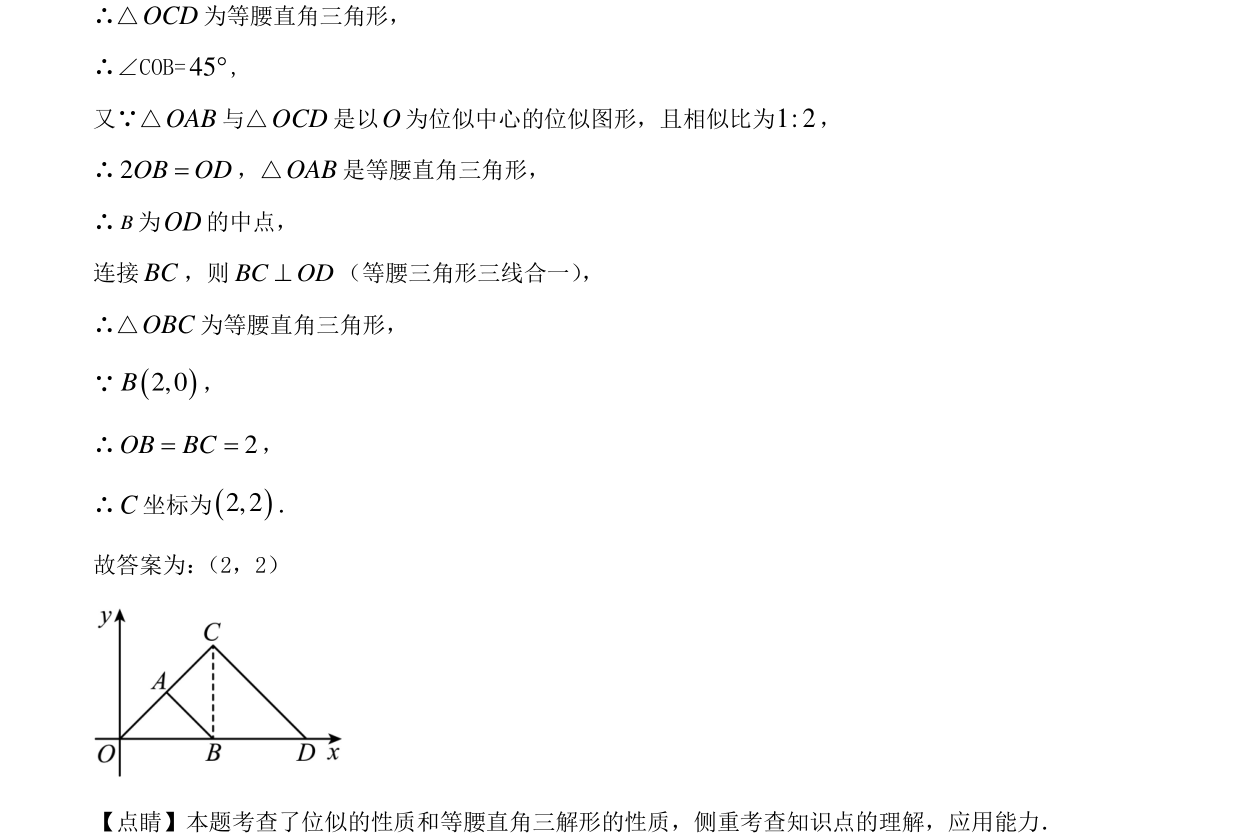 ∴△OCD为等腰直角三角形，
∴∠COB=45°，
又∵△OAB与△OCD是以O为位似中心的位似图形，且相似比为1:2，
∴2OB=OD，△OAB是等腰直角三角形，
∴B为OD的中点，
连接BC，则BC⊥OD（等腰三角形三线合一），
∴△OBC为等腰直角三角形，
∵B(2,0)，
∴OB=BC=2，
∴C坐标为(2,2)．
故答案为：（2，2）
y
C
A
O B D x
【点睛】本题考查了位似的性质和等腰直角三解形的性质，侧重考查知识点的理解，应用能力．